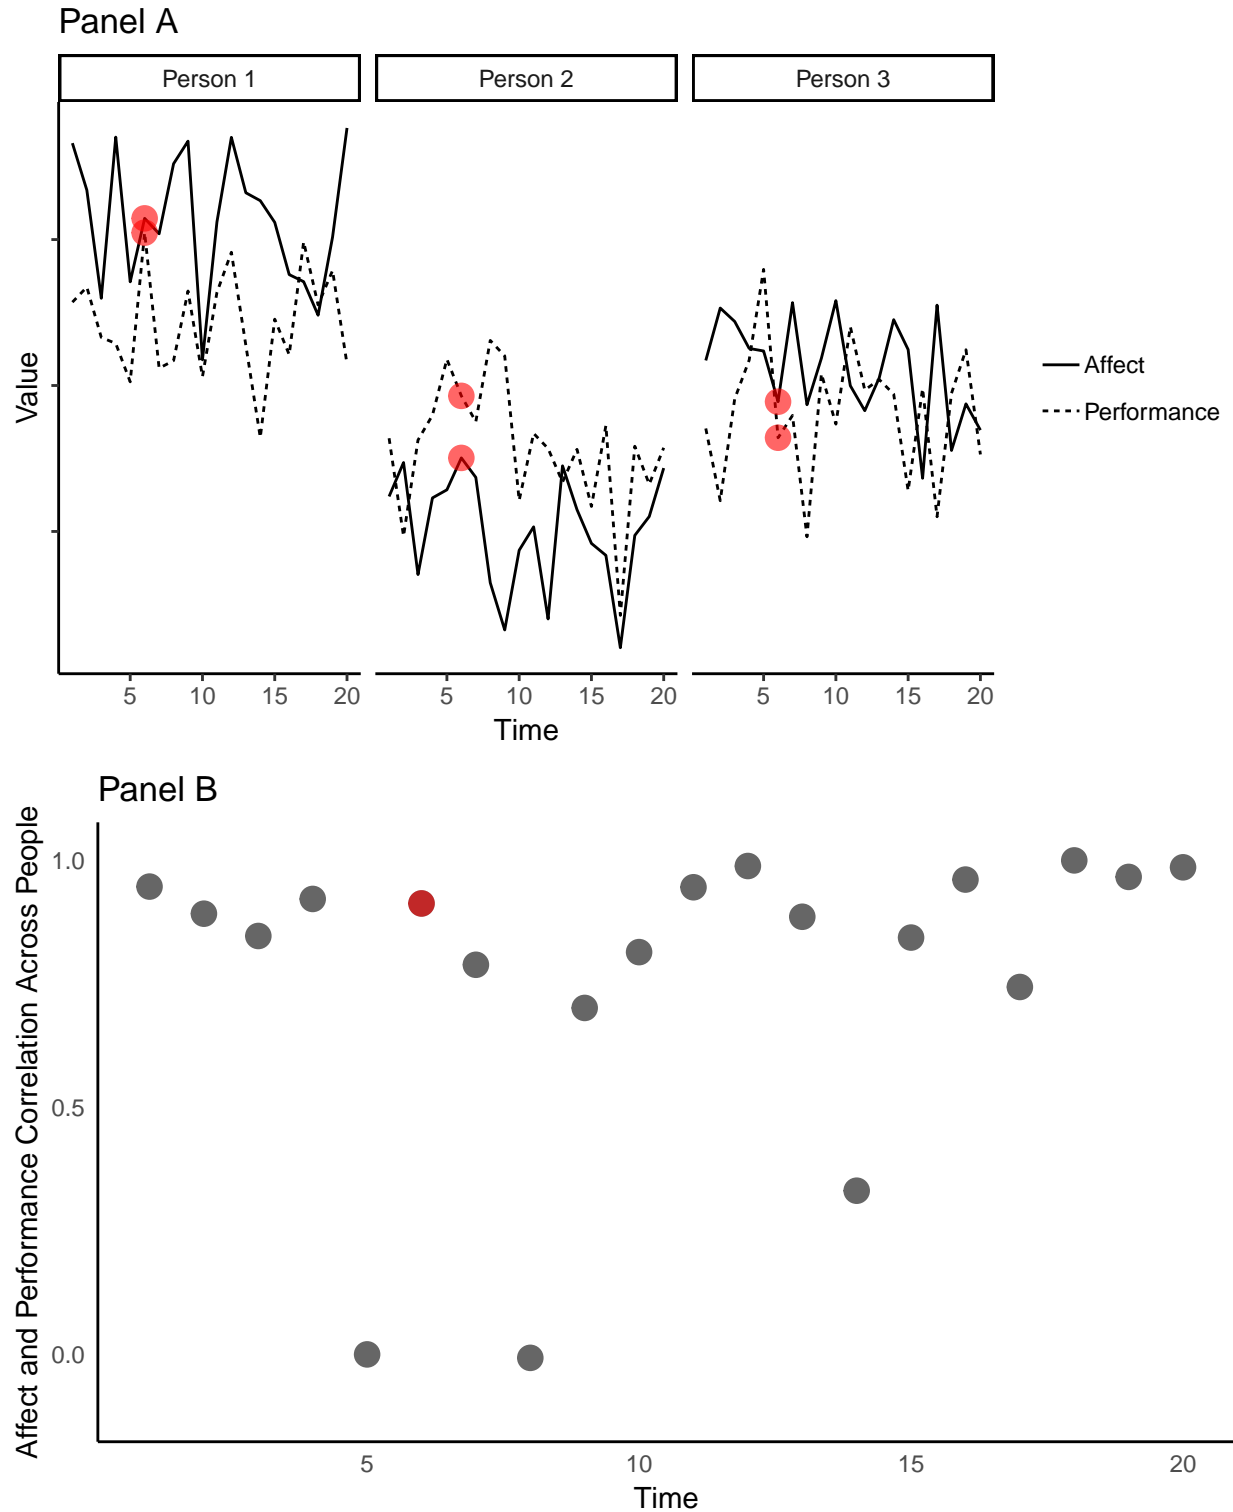 Panel A
Person 1 Person 2 Person 3
Value
Affect
Performance
5 10 15 20 5 10 15 20 5 10 15 20
Time
Panel B
Affect and Performance Correlation Across People
1.0
0.5
0.0
5 10 15 20
Time